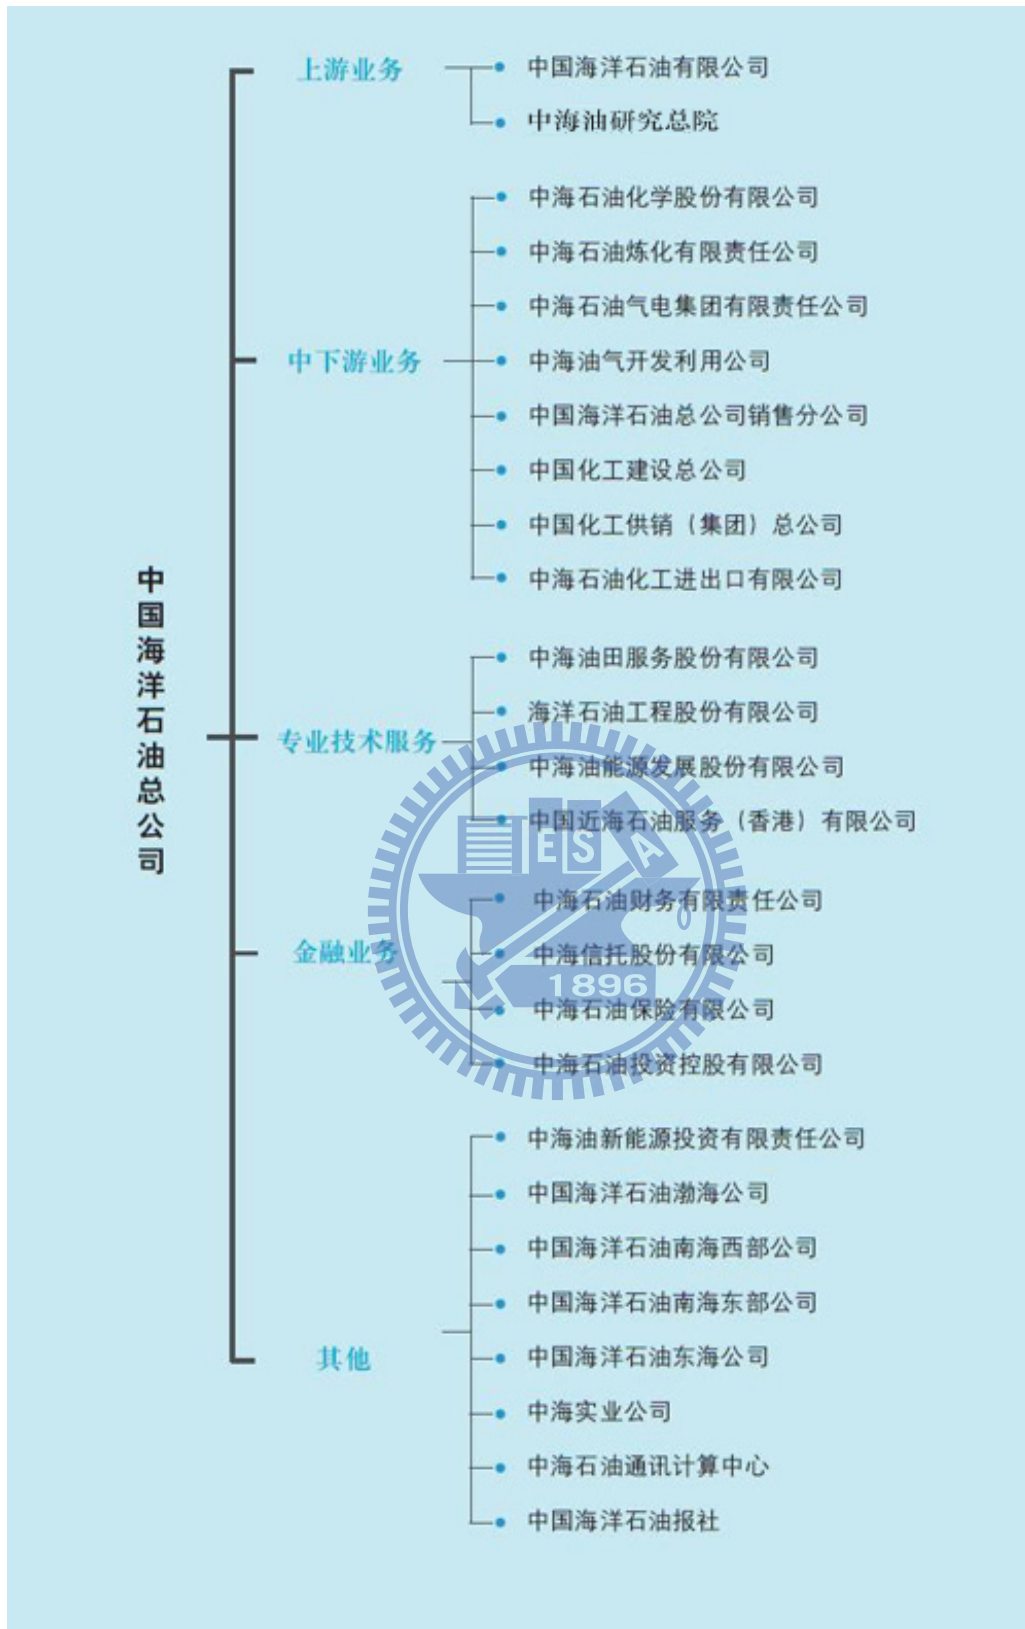 中国海洋石油总公司
上游业务
中国海洋石油有限公司
中海油研究总院
中下游业务
中海石油化学股份有限公司
中海石油炼化有限责任公司
中海石油气电集团有限责任公司
中海油气开发利用公司
中国海洋石油总公司销售分公司
中国化工建设总公司
中国化工供销（集团）总公司
中海石油化工进出口有限公司
专业技术服务
中海油田服务股份有限公司
海洋石油工程股份有限公司
中海油能源发展股份有限公司
中国近海石油服务（香港）有限公司
金融业务
中海石油财务有限责任公司
中海信托股份有限公司
中海石油保险有限公司
中海石油投资控股有限公司
其他
中海油新能源投资有限责任公司
中国海洋石油渤海公司
中国海洋石油南海西部公司
中国海洋石油南海东部公司
中国海洋石油东海公司
中海实业公司
中海石油通讯计算中心
中国海洋石油报社
ESA
1896